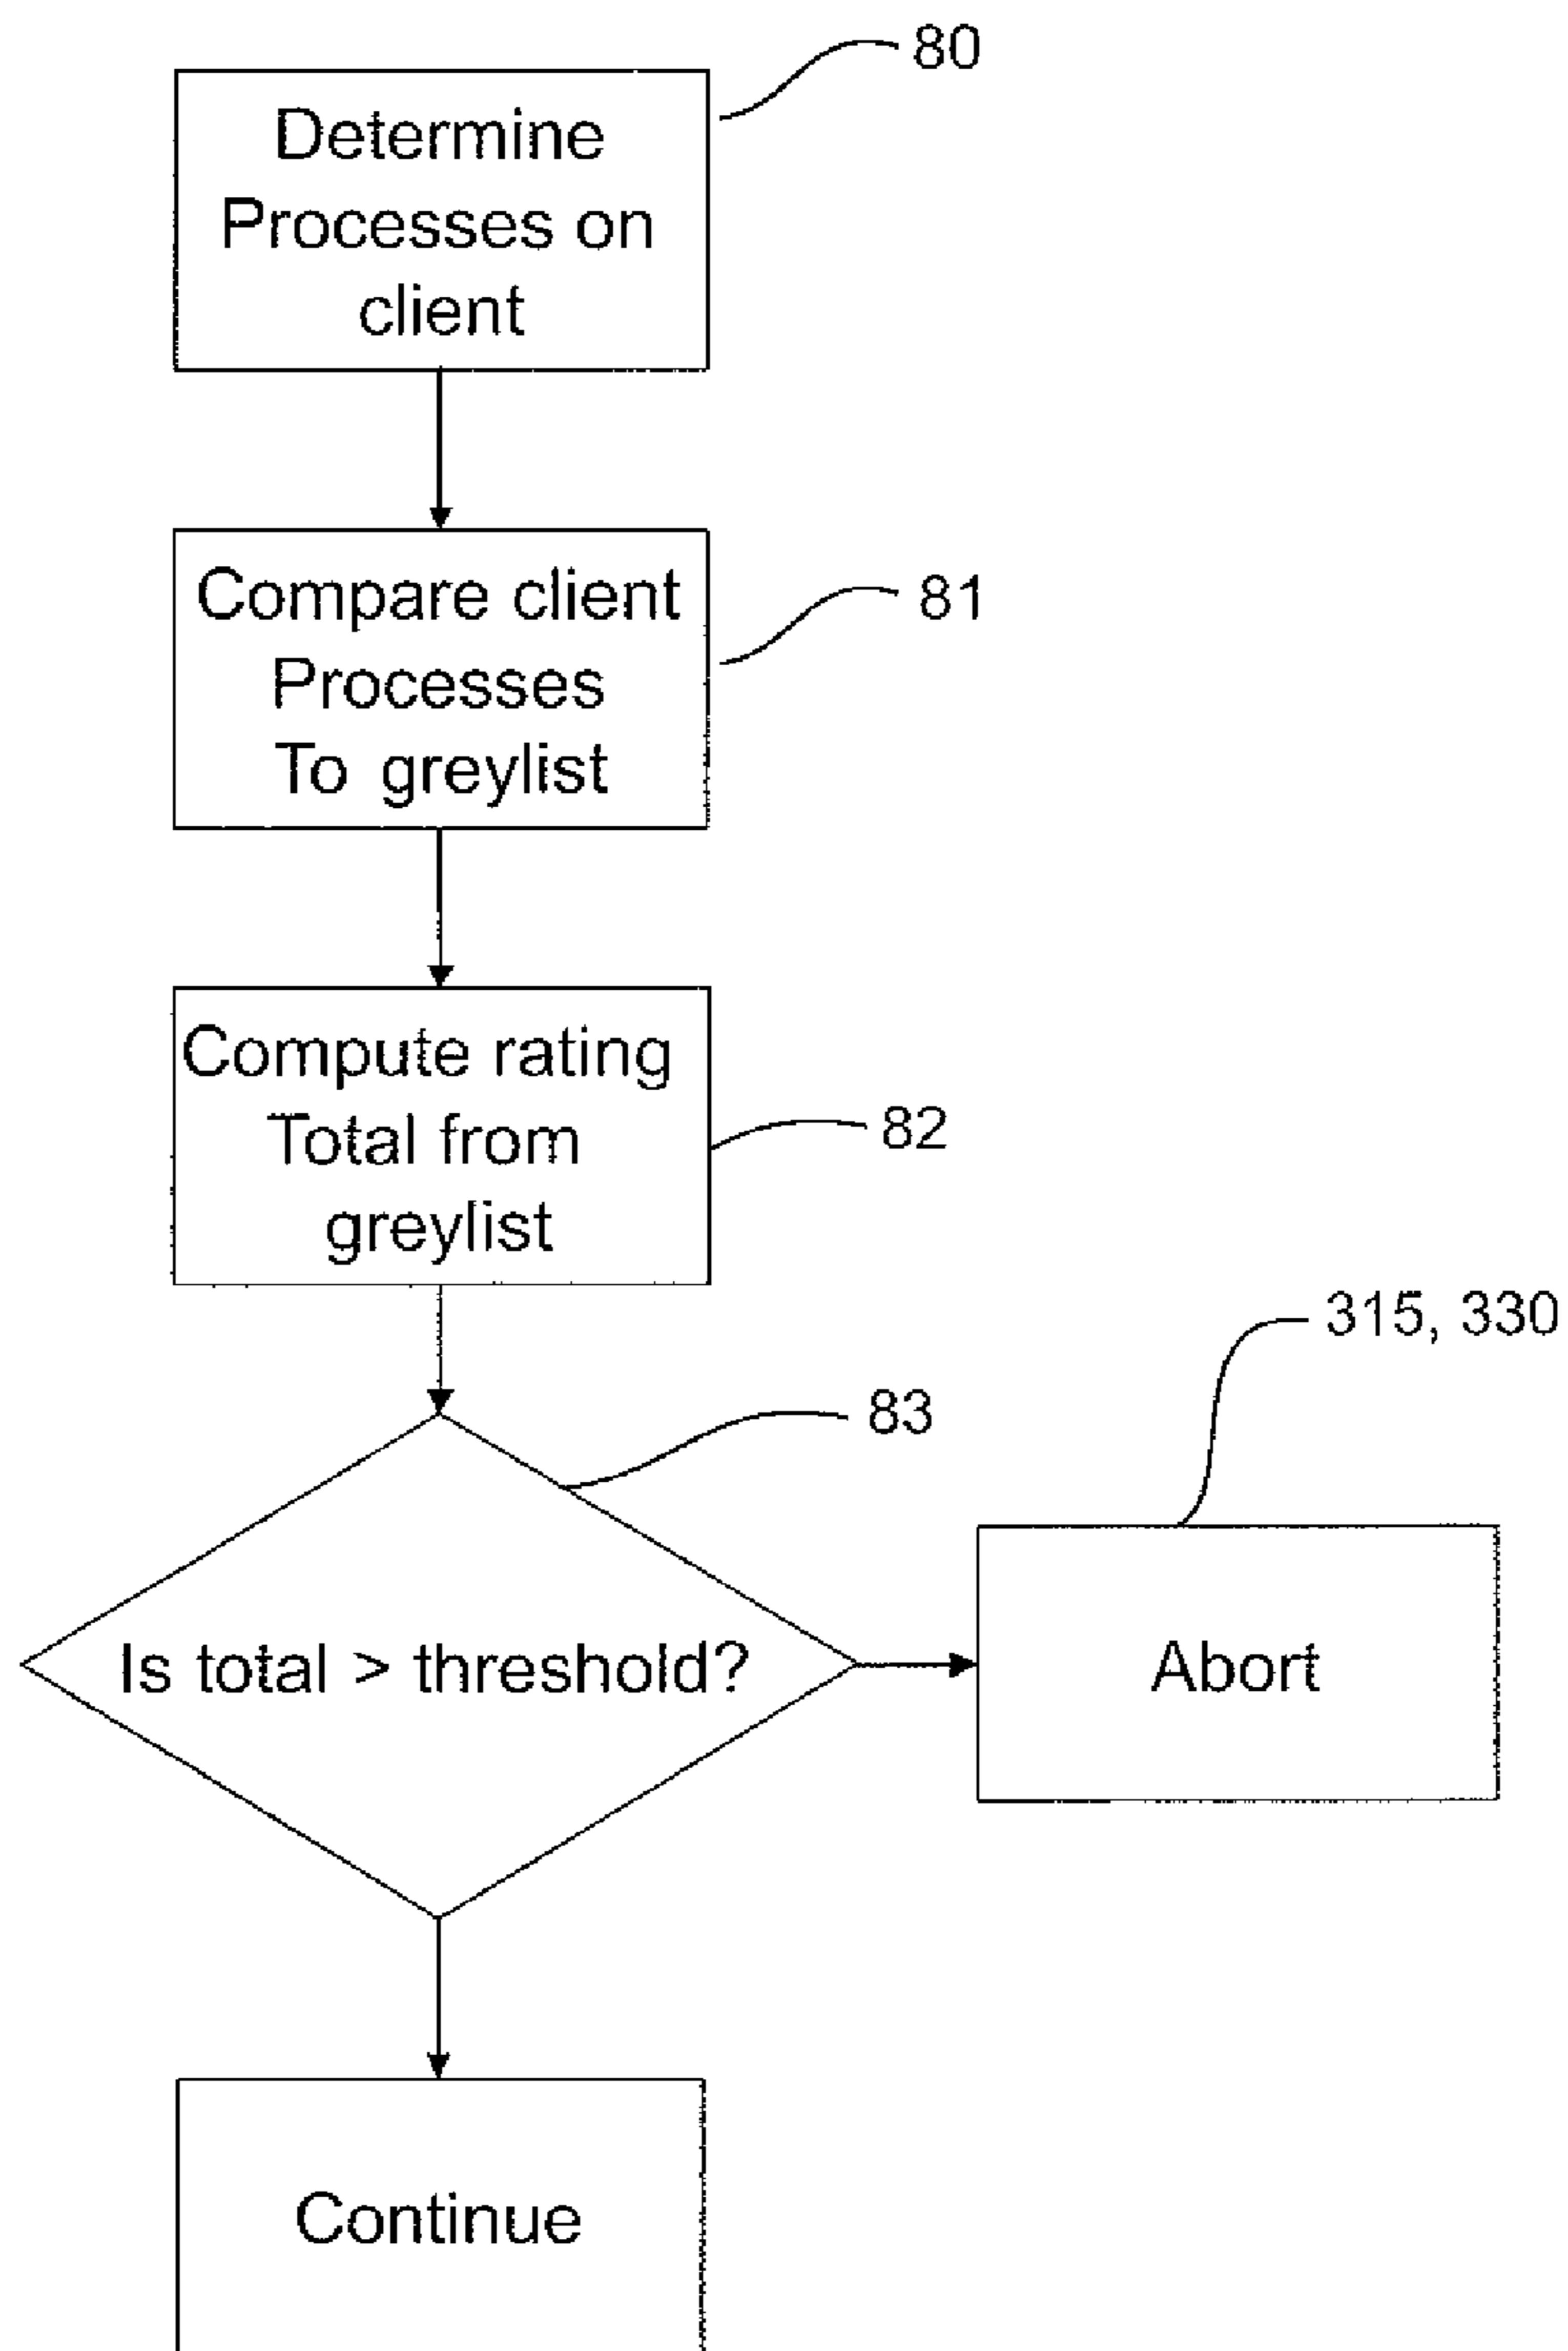 80
Determine
Processes on
client
81
Compare client
Processes
To greylist
82
Compute rating
Total from
greylist
315, 330
83
Is total > threshold?
Abort
Continue